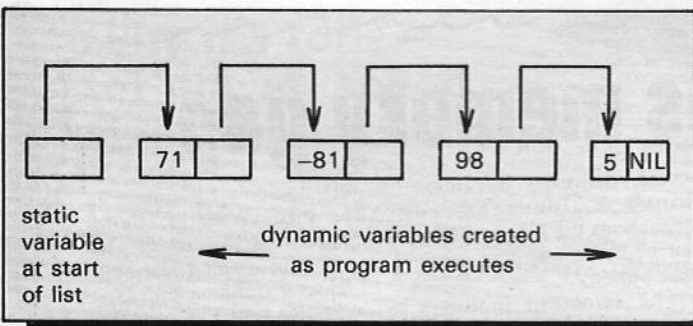 71
–81
98
5 NIL
static
variable
at start
of list
dynamic variables created
as program executes